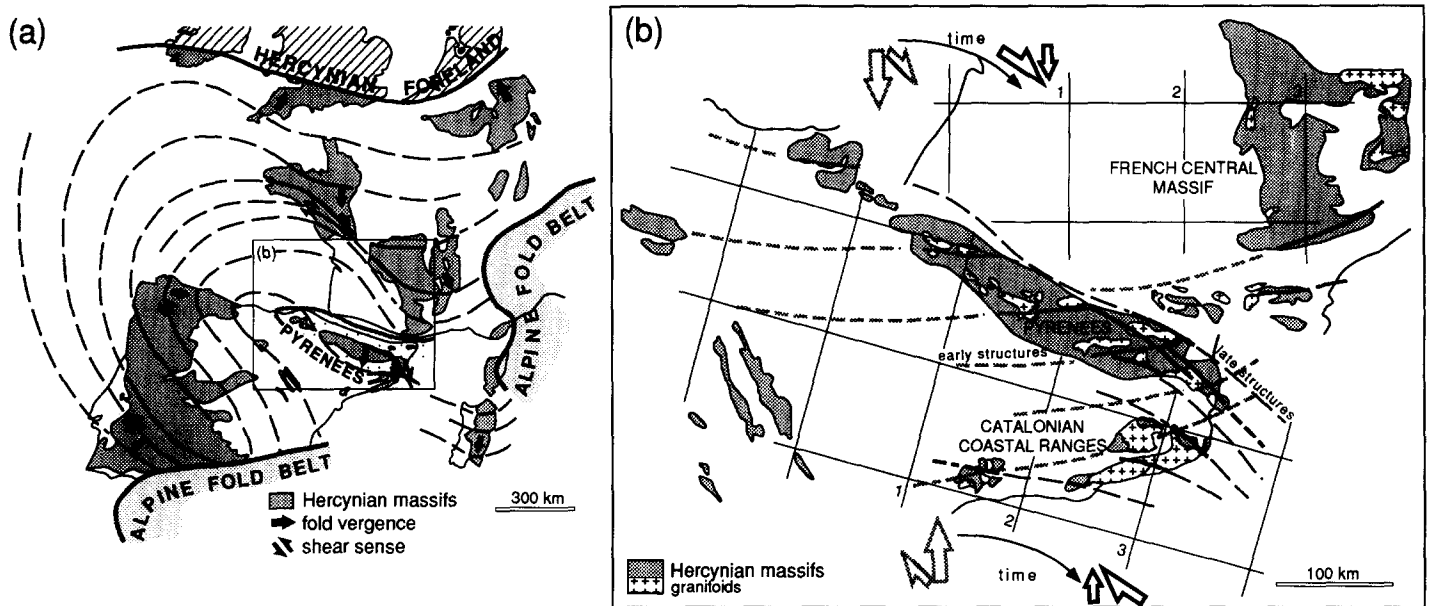 (a)
HERCYNIAN FORELAND
(b)
ALPINE FOLD BELT
PYRENEES
ALPINE FOLD BELT
Hercynian massifs
fold vergence
shear sense
300 km
(b)
time
1
2
3
FRENCH CENTRAL
MASSIF
PYRENEES
early structures
late structures
CATALONIAN
COASTAL RANGES
1
2
3
time
Hercynian massifs
granitoids
100 km